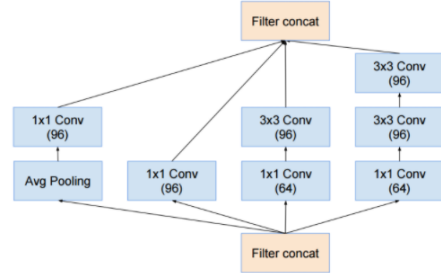 Filter concat
3x3 Conv
(96)
1x1 Conv
(96)
3x3 Conv
(96)
3x3 Conv
(96)
Avg Pooling
1x1 Conv
(96)
1x1 Conv
(64)
1x1 Conv
(64)
Filter concat